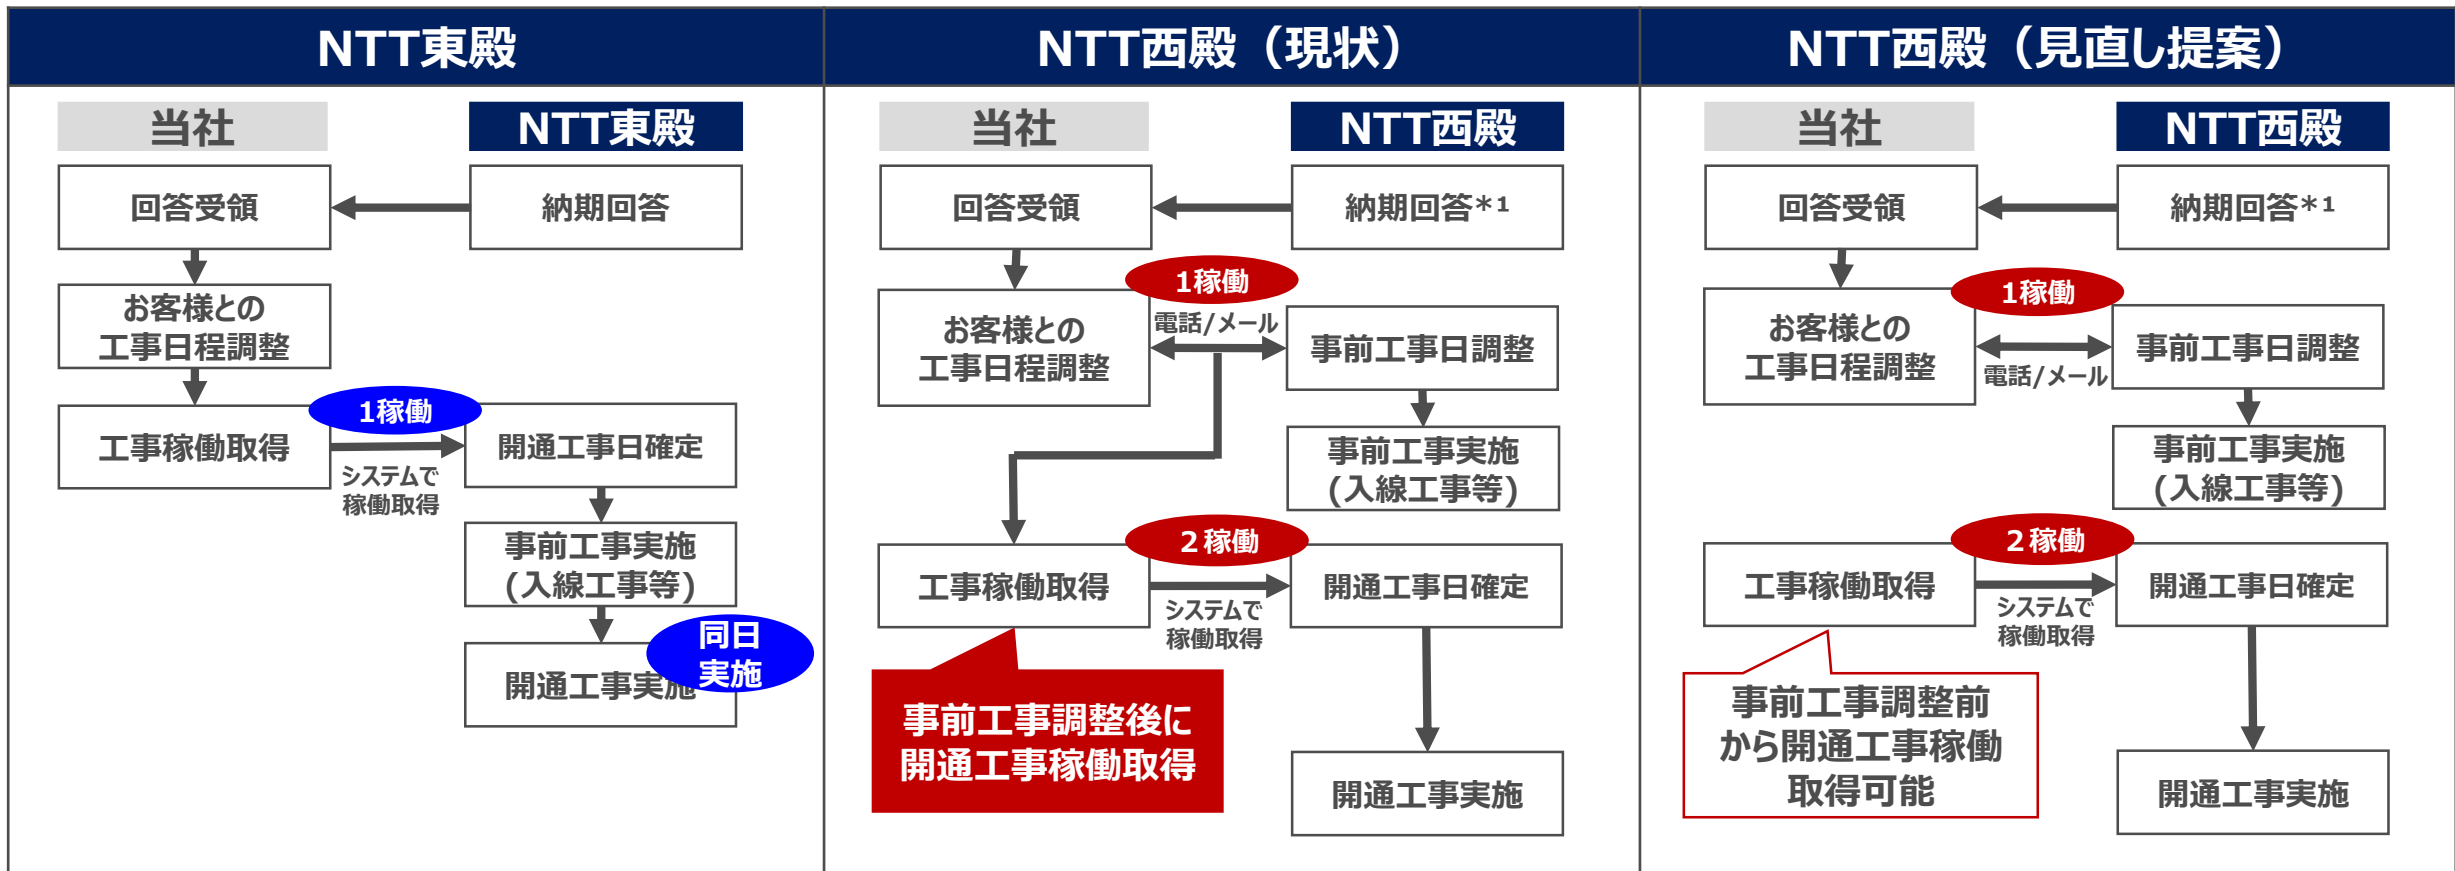 NTT東殿
当社
NTT東殿
回答受領
納期回答
お客様との
工事日程調整
1稼働
工事稼働取得
開通工事日確定
システムで
稼働取得
事前工事実施
(入線工事等)
同日
実施
開通工事実施
NTT西殿（現状）
当社
NTT西殿
回答受領
納期回答*1
1稼働
お客様との
工事日程調整
電話/メール
事前工事日調整
事前工事実施
(入線工事等)
２稼働
工事稼働取得
開通工事日確定
システムで
稼働取得
事前工事調整後に
開通工事稼働取得
開通工事実施
NTT西殿（見直し提案）
当社
NTT西殿
回答受領
納期回答*1
1稼働
お客様との
工事日程調整
電話/メール
事前工事日調整
事前工事実施
(入線工事等)
２稼働
工事稼働取得
開通工事日確定
システムで
稼働取得
事前工事調整前
から開通工事稼働
取得可能
開通工事実施